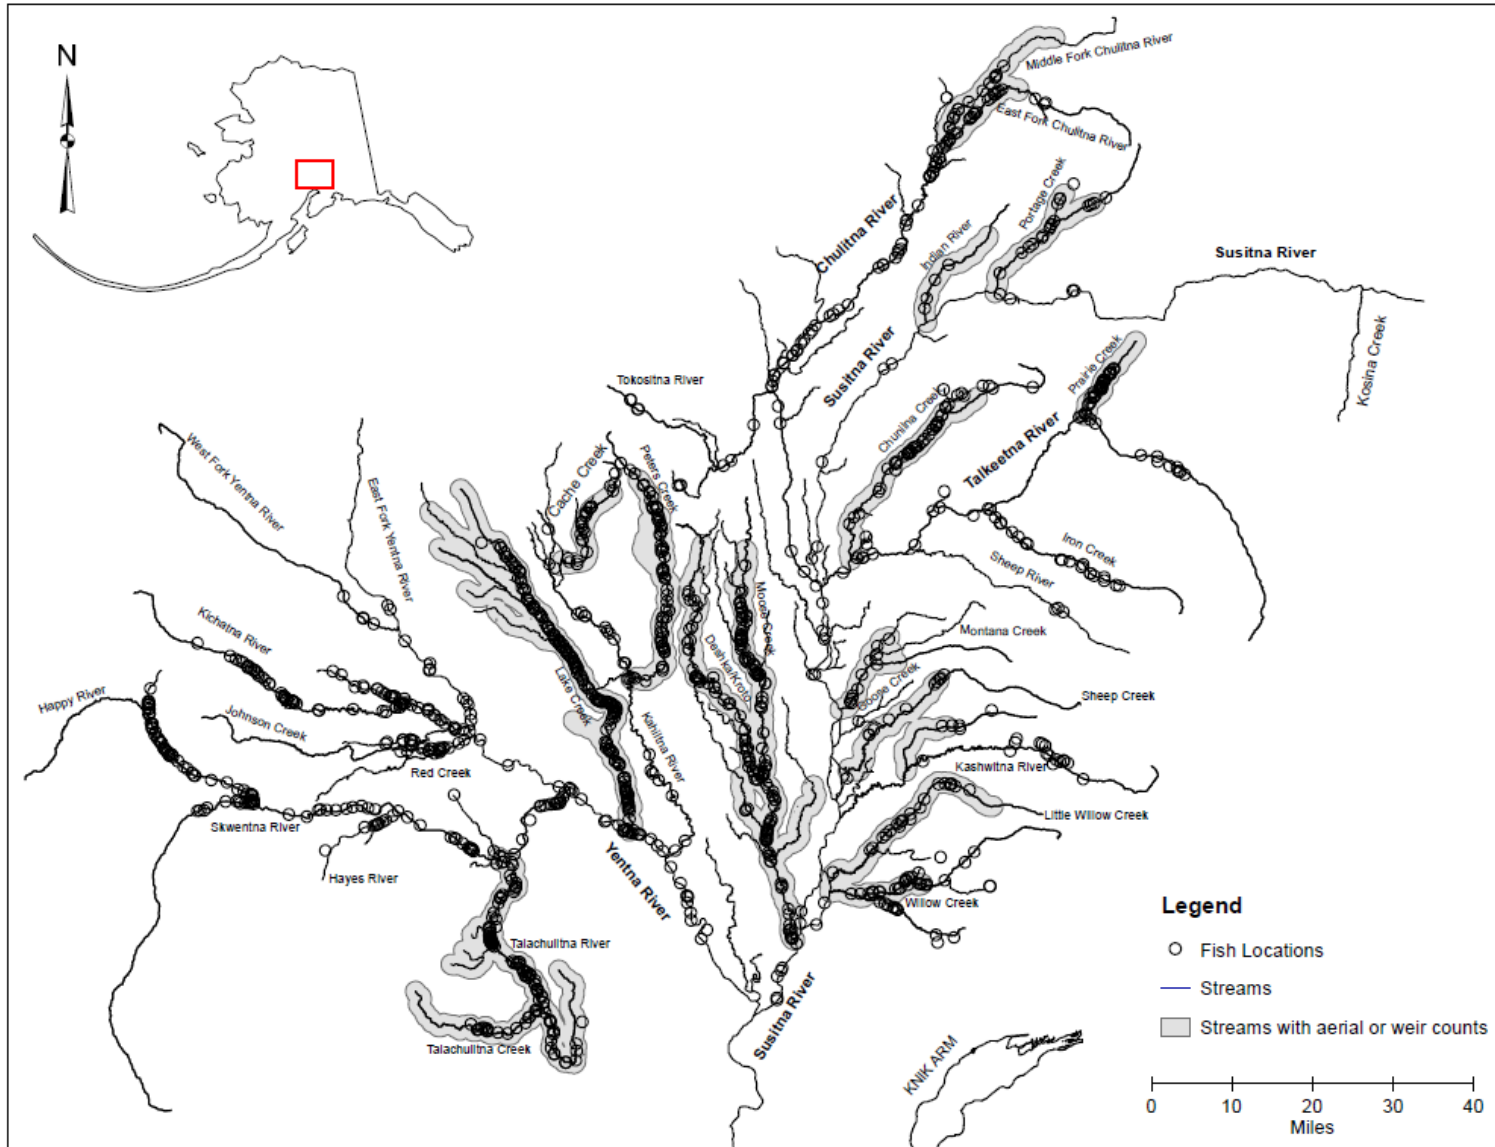 N
Middle Fork Chulitna River
East Fork Chulitna River
Portage Creek
Indian River
Chulitna River
Susitna River
Susitna River
Kosina Creek
Prairie Creek
Tokositna River
Chunilna Creek
Talkeetna River
West Fork Yentna River
East Fork Yentna River
Cache Creek
Peters Creek
Iron Creek
Sheep River
Kichatna River
Moose Creek
Montana Creek
Deshka/Kroto
Goose Creek
Happy River
Johnson Creek
Lake Creek
Sheep Creek
Kahiltna River
Red Creek
Kashwitna River
Little Willow Creek
Skwentna River
Hayes River
Yentna River
Willow Creek
Talachulitna River
Susitna River
Talachulitna Creek
KNIK ARM
Legend
Fish Locations
Streams
Streams with aerial or weir counts
0 10 20 30 40
Miles